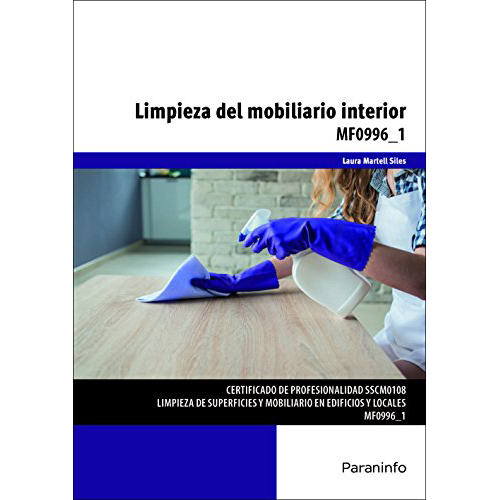 Limpieza del mobiliario interior
MF0996_1
Laura Martell Siles
CERTIFICADO DE PROFESIONALIDAD SSCM0108
LIMPIEZA DE SUPERFICIES Y MOBILIARIO EN EDIFICIOS Y LOCALES
MF0996_1
Paraninfo